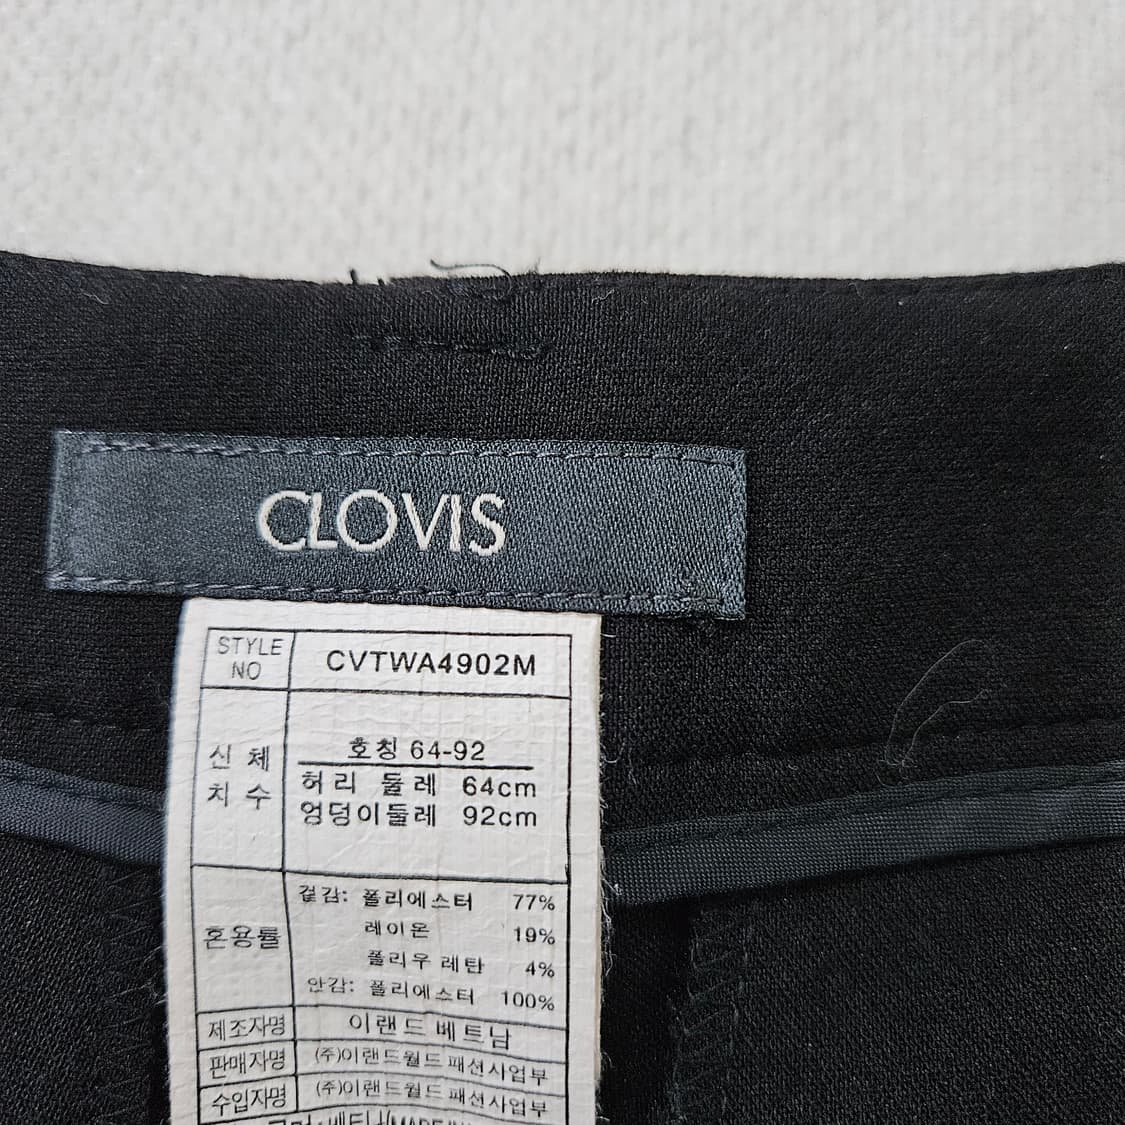 CLOVIS
STYLE NO CVTWA4902M
신체 치수
호칭 64-92
허리 둘레 64cm
엉덩이둘레 92cm
혼용률
겉감: 폴리에스터 77%
레이온 19%
폴리우레탄 4%
안감: 폴리에스터 100%
제조자명 이랜드 베트남
판매자명 (주)이랜드월드 패션사업부
수입자명 (주)이랜드월드 패션사업부